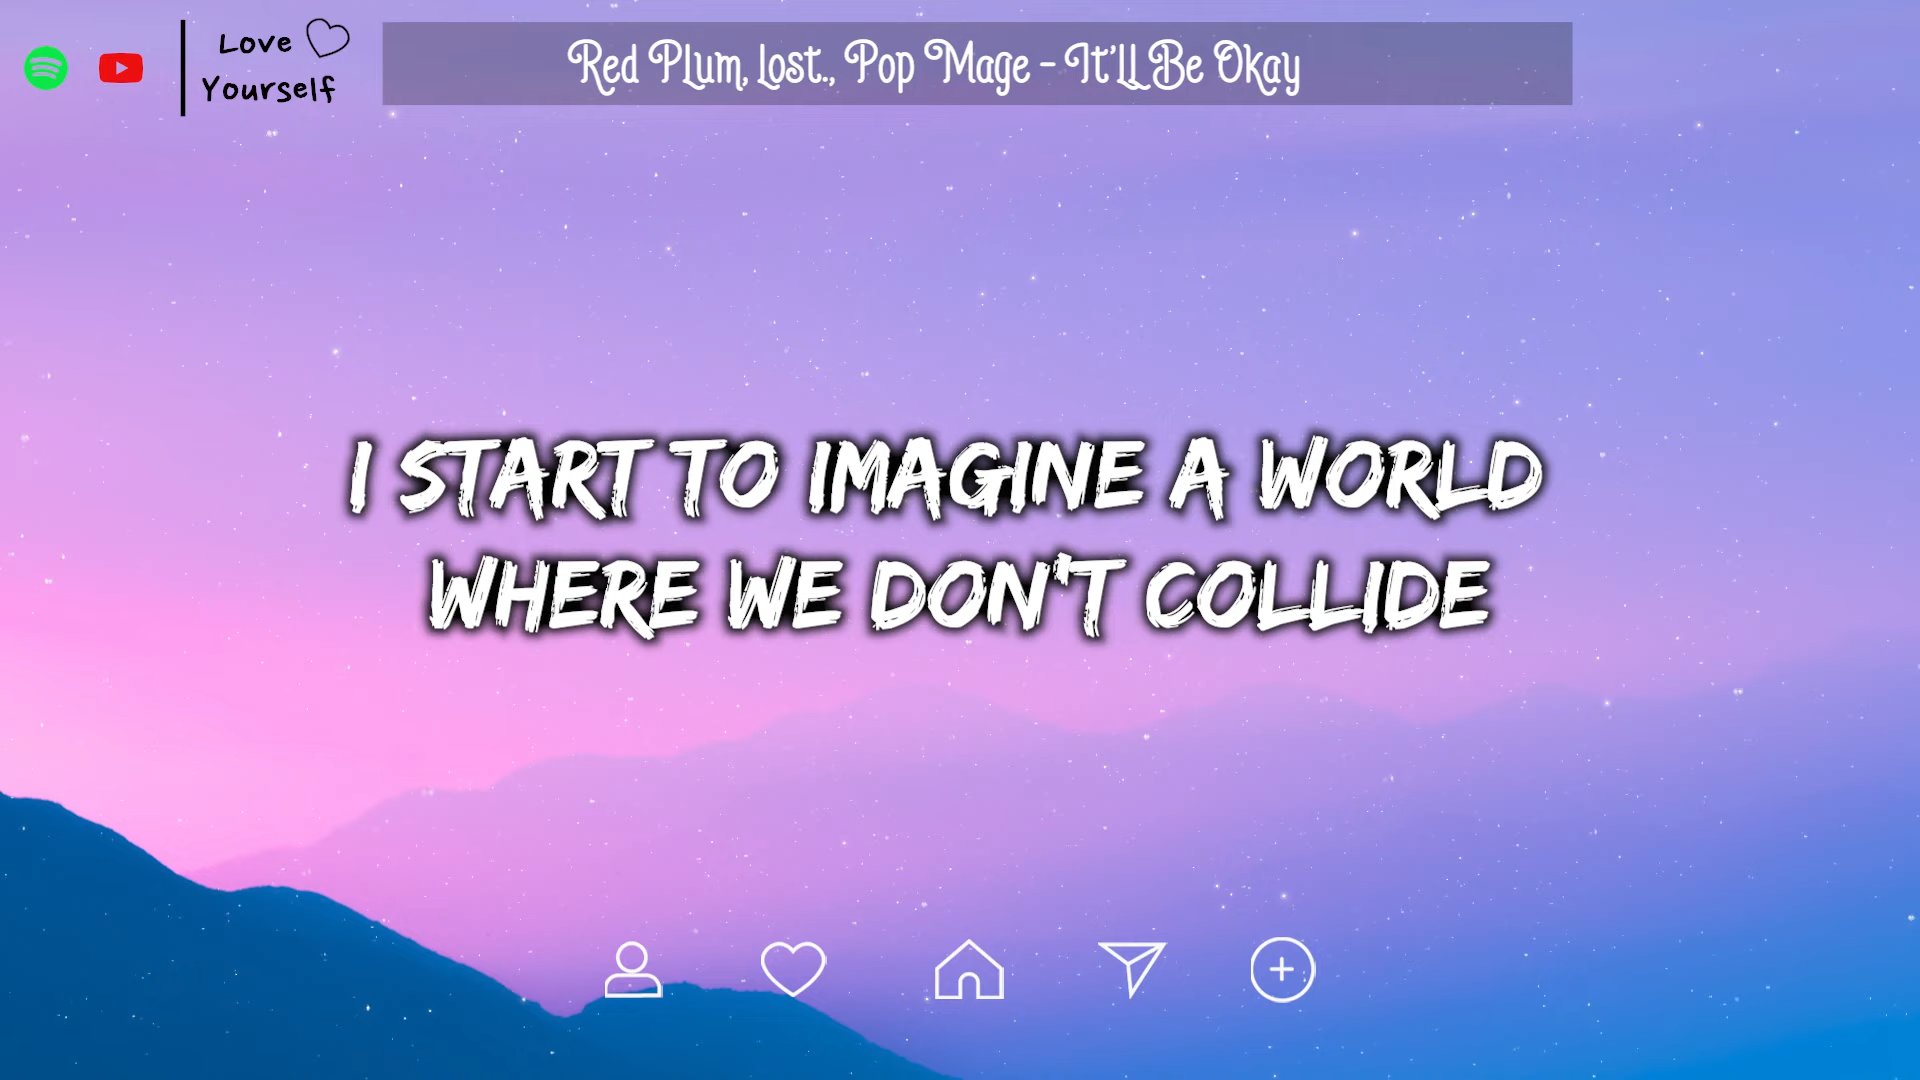 Love
Yourself
Red Plum, lost., Pop Mage - It'll Be Okay
I START TO IMAGINE A WORLD
WHERE WE DON'T COLLIDE